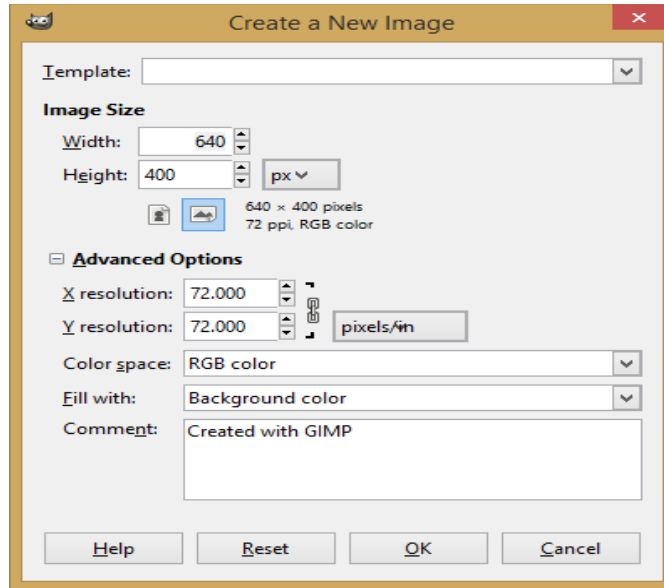 Create a New Image
Template:
Image Size
Width: 640
Height: 400 px
640 × 400 pixels
72 ppi, RGB color
Advanced Options
X resolution: 72.000
Y resolution: 72.000 pixels/in
Color space: RGB color
Fill with: Background color
Comment: Created with GIMP
Help Reset OK Cancel